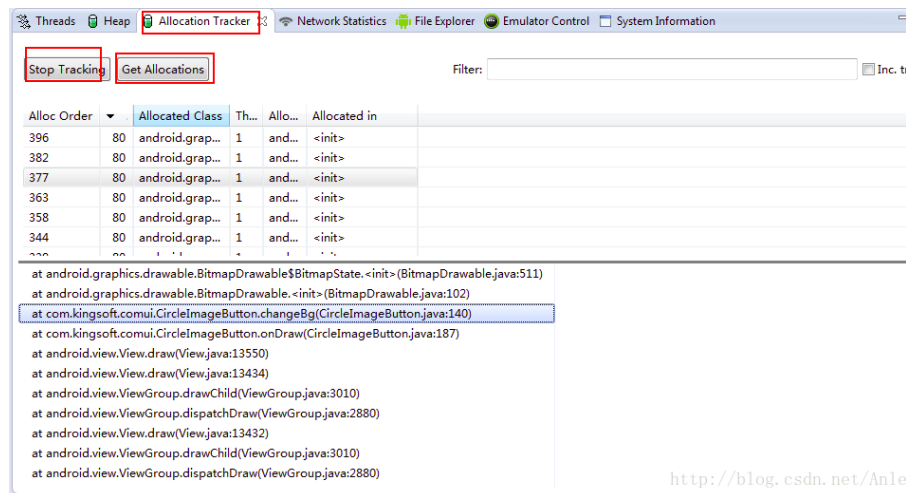 Threads Heap Allocation Tracker Network Statistics File Explorer Emulator Control System Information
Stop Tracking Get Allocations Filter: Inc. t
Alloc Order Allocated Class Th... Allo... Allocated in
396 80 android.grap... 1 and... <init>
382 80 android.grap... 1 and... <init>
377 80 android.grap... 1 and... <init>
363 80 android.grap... 1 and... <init>
358 80 android.grap... 1 and... <init>
344 80 android.grap... 1 and... <init>
at android.graphics.drawable.BitmapDrawable$BitmapState.<init>(BitmapDrawable.java:511)
at android.graphics.drawable.BitmapDrawable.<init>(BitmapDrawable.java:102)
at com.kingsoft.comui.CircleImageButton.changeBg(CircleImageButton.java:140)
at com.kingsoft.comui.CircleImageButton.onDraw(CircleImageButton.java:187)
at android.view.View.draw(View.java:13550)
at android.view.View.draw(View.java:13434)
at android.view.ViewGroup.drawChild(ViewGroup.java:3010)
at android.view.ViewGroup.dispatchDraw(ViewGroup.java:2880)
at android.view.View.draw(View.java:13432)
at android.view.ViewGroup.drawChild(ViewGroup.java:3010)
at android.view.ViewGroup.dispatchDraw(ViewGroup.java:2880)
http://blog.csdn.net/Anle